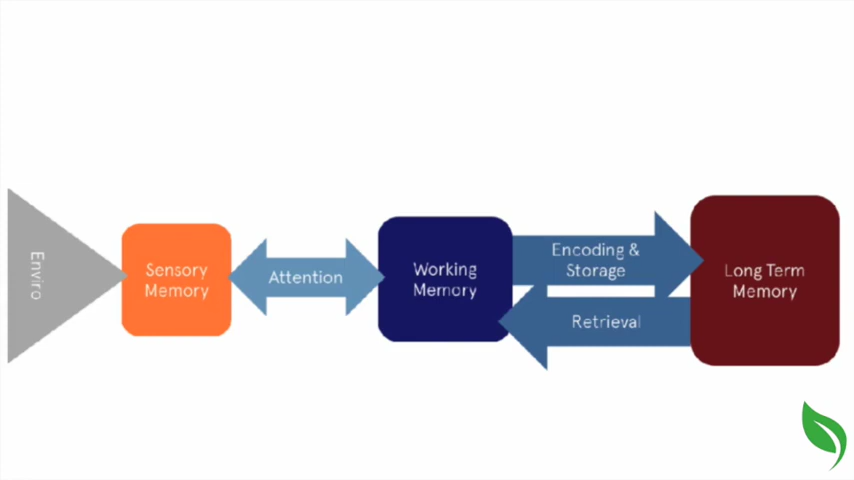 Enviro
Sensory
Memory
Attention
Working
Memory
Encoding &
Storage
Retrieval
Long Term
Memory